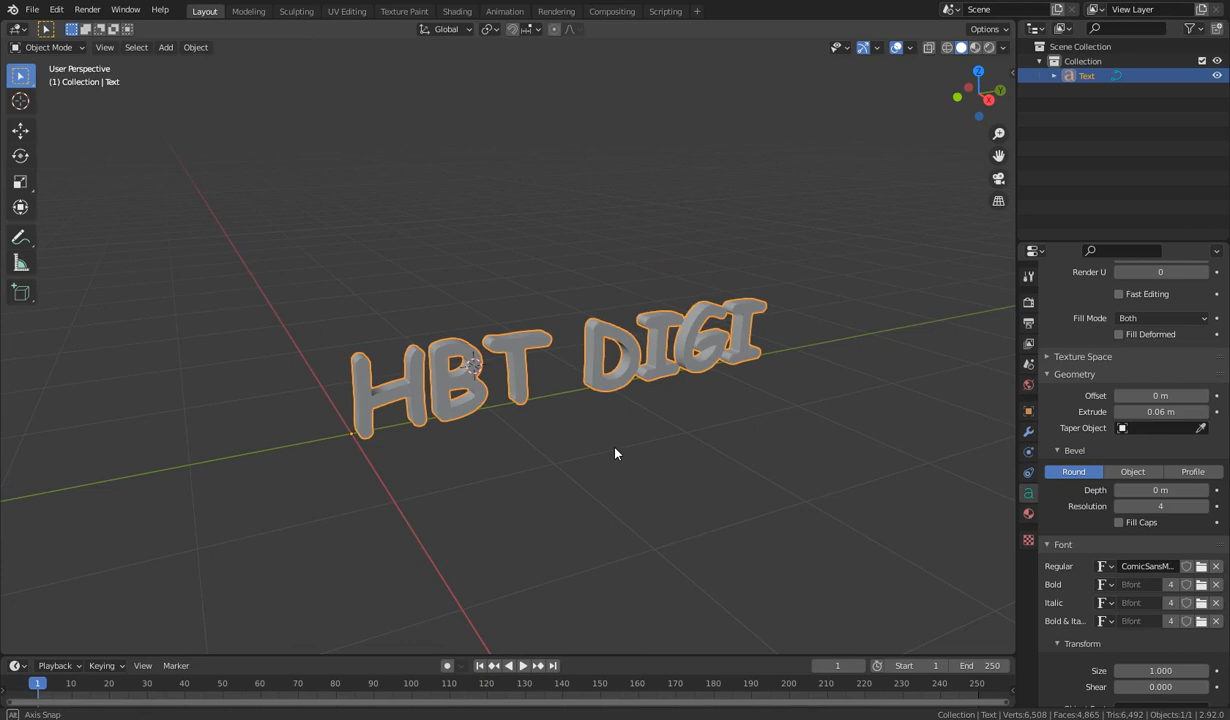 File Edit Render Window Help Layout Modeling Sculpting UV Editing Texture Paint Shading Animation Rendering Compositing Scripting + Scene View Layer
Global Options
Object Mode View Select Add Object
User Perspective
(1) Collection | Text
Z
Y
X
HBT DIGI
Scene Collection
Collection
a Text
Render U 0
Fast Editing
Fill Mode Both
Fill Deformed
Texture Space
Geometry
Offset 0 m
Extrude 0.06 m
Taper Object
Bevel
Round Object Profile
Depth 0 m
Resolution 4
Fill Caps
Font
Regular F ComicSansM...
Bold F Bfont 4
Italic F Bfont 4
Bold & Ita... F Bfont 4
Transform
Size 1.000
Shear 0.000
Playback Keying View Marker 1 Start 1 End 250
1 10 20 30 40 50 60 70 80 90 100 110 120 130 140 150 160 170 180 190 200 210 220 230 240 250
Alt Axis Snap Collection | Text | Verts:6,508 | Faces:4,865 | Tris:6,492 | Objects:1/1 | 2.92.0